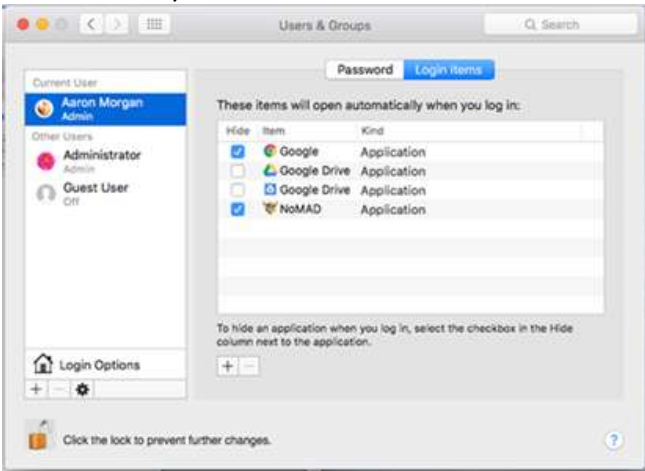 Users & Groups
Search
Password Login Items
Current User
Aaron Morgan
Admin
Other Users
Administrator
Admin
Guest User
Off
Login Options
These items will open automatically when you log in:
Hide Item Kind
Google Application
Google Drive Application
Google Drive Application
NoMAD Application
To hide an application when you log in, select the checkbox in the Hide
column next to the application.
Click the lock to prevent further changes.